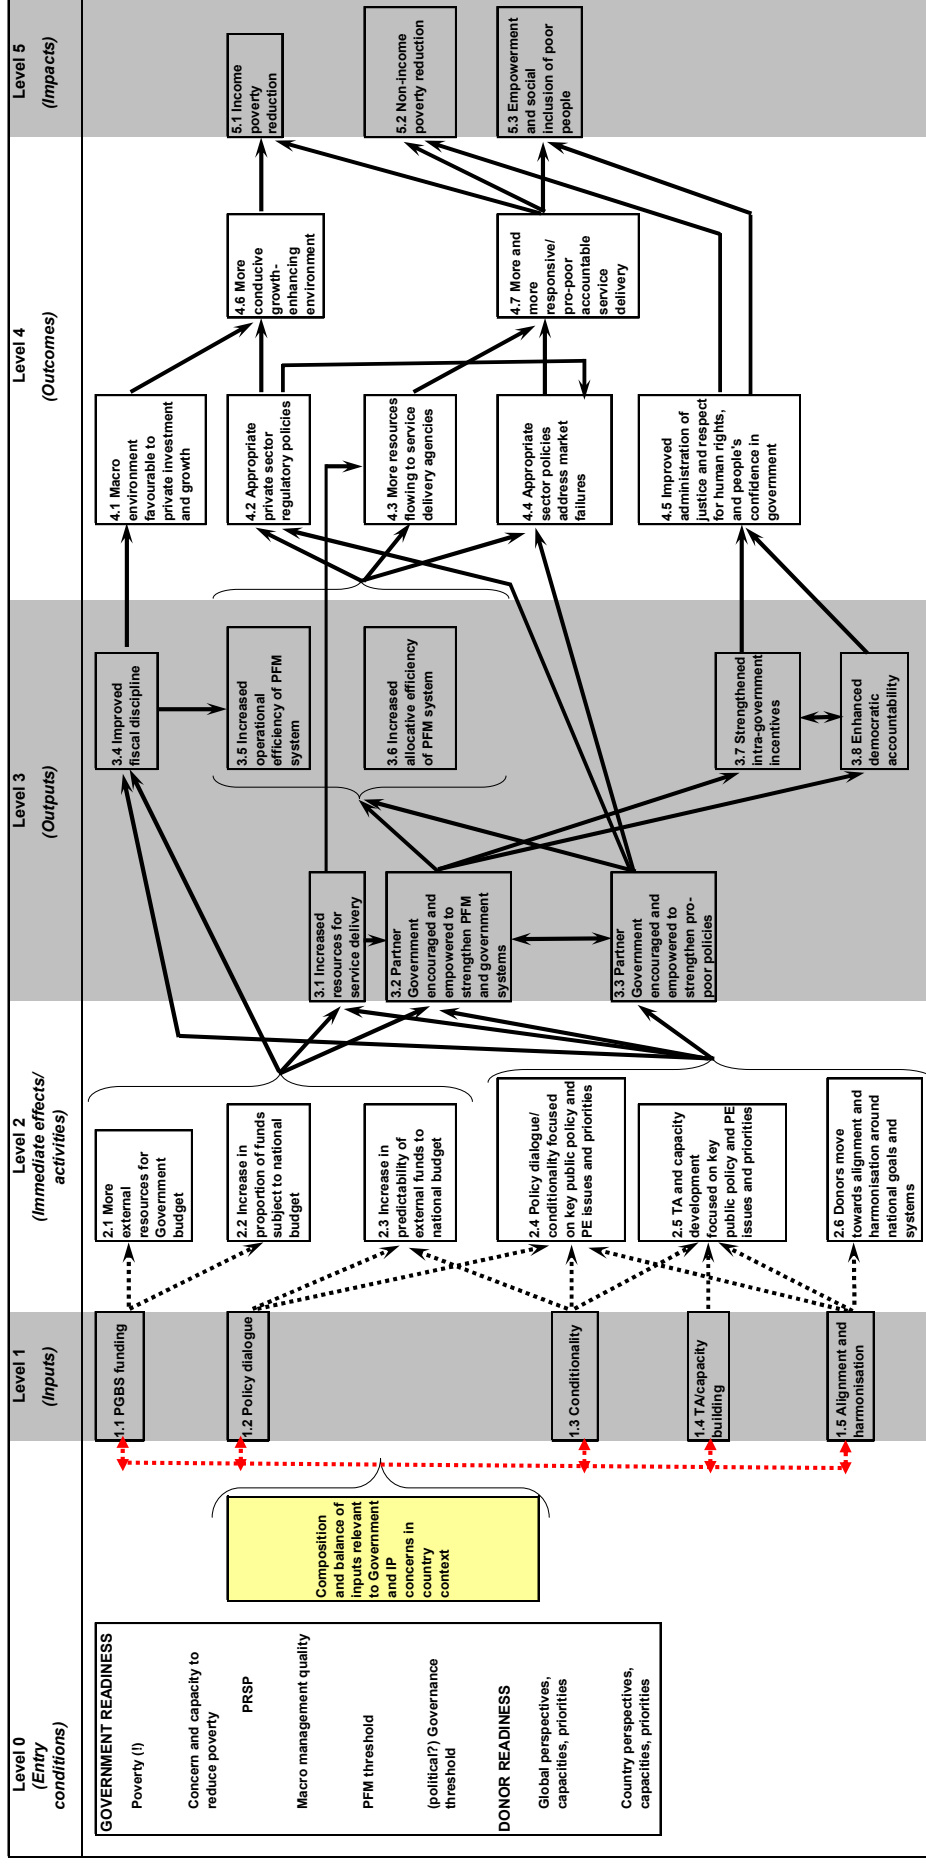 Level 0
(Entry
conditions)
Level 1
(Inputs)
Level 2
(Immediate effects/
activities)
Level 3
(Outputs)
Level 4
(Outcomes)
Level 5
(Impacts)
GOVERNMENT READINESS
Poverty (!)
Concern and capacity to
reduce poverty
PRSP
Macro management quality
PFM threshold
(political?) Governance
threshold
DONOR READINESS
Global perspectives,
capacities, priorities
Country perspectives,
capacities, priorities
Composition
and balance of
inputs relevant
to Government
and IP
concerns in
country
context
1.1 PGBS funding
1.2 Policy dialogue
1.3 Conditionality
1.4 TA/capacity
building
1.5 Alignment and
harmonisation
2.1 More
external
resources for
Government
budget
2.2 Increase in
proportion of funds
subject to national
budget
2.3 Increase in
predictability of
external funds to
national budget
2.4 Policy dialogue/
conditionality focused
on key public policy and
PE issues and priorities
2.5 TA and capacity
development
focused on key
public policy and PE
issues and priorities
2.6 Donors move
towards alignment and
harmonisation around
national goals and
systems
3.1 Increased
resources for
service delivery
3.2 Partner
Government
encouraged and
empowered to
strengthen PFM
and government
systems
3.3 Partner
Government
encouraged and
empowered to
strengthen pro-
poor policies
3.4 Improved
fiscal discipline
3.5 Increased
operational
efficiency of PFM
system
3.6 Increased
allocative efficiency
of PFM system
3.7 Strengthened
intra-government
incentives
3.8 Enhanced
democratic
accountability
4.1 Macro
environment
favourable to
private investment
and growth
4.2 Appropriate
private sector
regulatory policies
4.3 More resources
flowing to service
delivery agencies
4.4 Appropriate
sector policies
address market
failures
4.5 Improved
administration of
justice and respect
for human rights,
and people's
confidence in
government
4.6 More
conducive
growth-
enhancing
environment
4.7 More and
more
responsive/
pro-poor
accountable
service
delivery
5.1 Income
poverty
reduction
5.2 Non-income
poverty reduction
5.3 Empowerment
and social
inclusion of poor
people